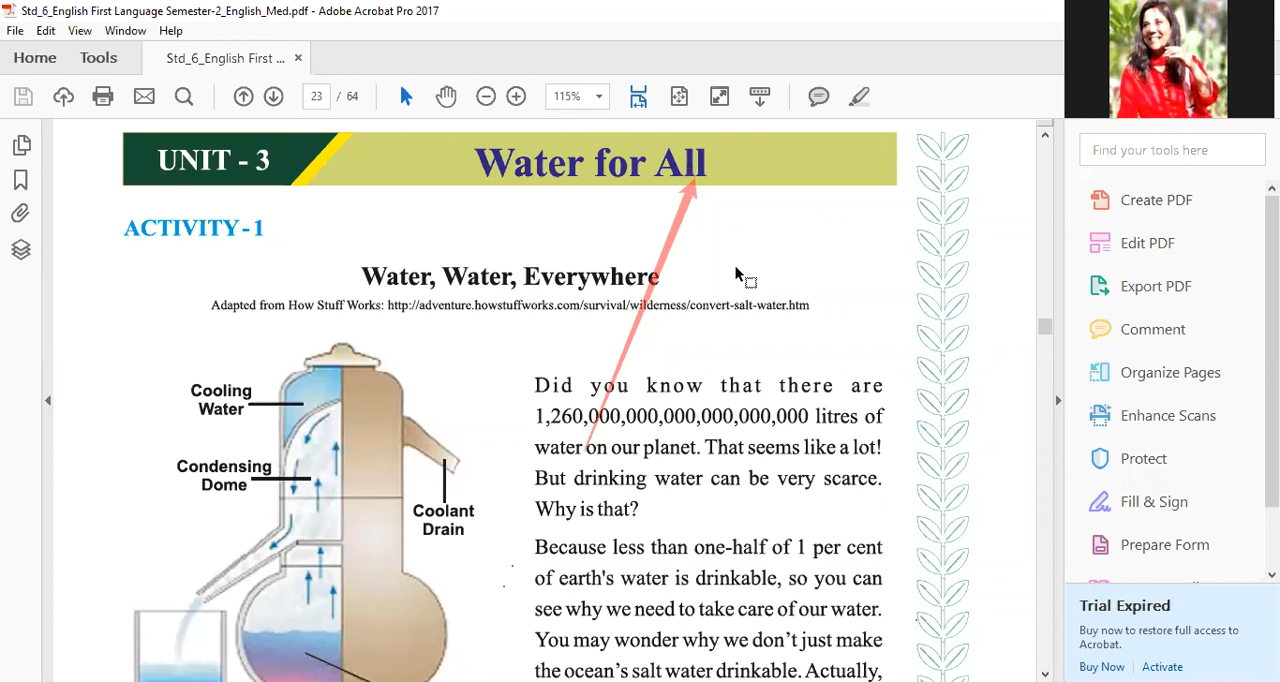 Std_6_English First Language Semester-2_English_Med.pdf - Adobe Acrobat Pro 2017
File Edit View Window Help
Home Tools Std_6_English First ... ×
23 / 64 115%
Find your tools here
UNIT - 3 Water for All
ACTIVITY - 1
Water, Water, Everywhere
Adapted from How Stuff Works: http://adventure.howstuffworks.com/survival/wilderness/convert-salt-water.htm
Cooling
Water
Condensing
Dome
Coolant
Drain
Did you know that there are
1,260,000,000,000,000,000,000 litres of
water on our planet. That seems like a lot!
But drinking water can be very scarce.
Why is that?
Because less than one-half of 1 per cent
of earth's water is drinkable, so you can
see why we need to take care of our water.
You may wonder why we don't just make
the ocean's salt water drinkable. Actually,
Create PDF
Edit PDF
Export PDF
Comment
Organize Pages
Enhance Scans
Protect
Fill & Sign
Prepare Form
Trial Expired
Buy now to restore full access to
Acrobat.
Buy Now | Activate